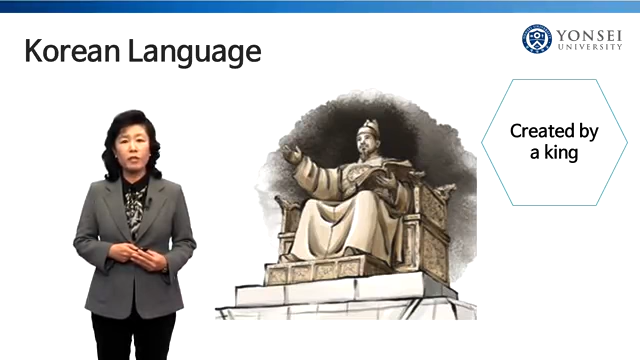 Korean Language
YONSEI
UNIVERSITY
Created by
a king